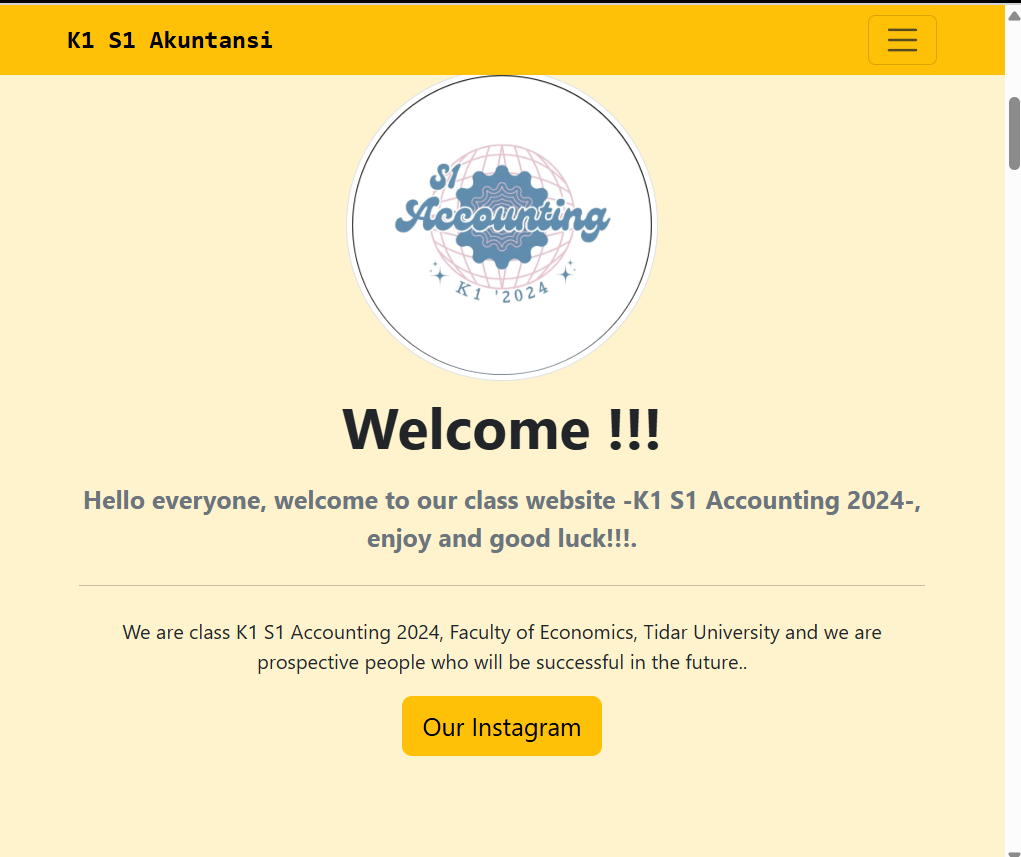 K1 S1 Akuntansi
S1
Accounting
K1 '2024
Welcome !!!
Hello everyone, welcome to our class website -K1 S1 Accounting 2024-,
enjoy and good luck!!!.
We are class K1 S1 Accounting 2024, Faculty of Economics, Tidar University and we are
prospective people who will be successful in the future..
Our Instagram